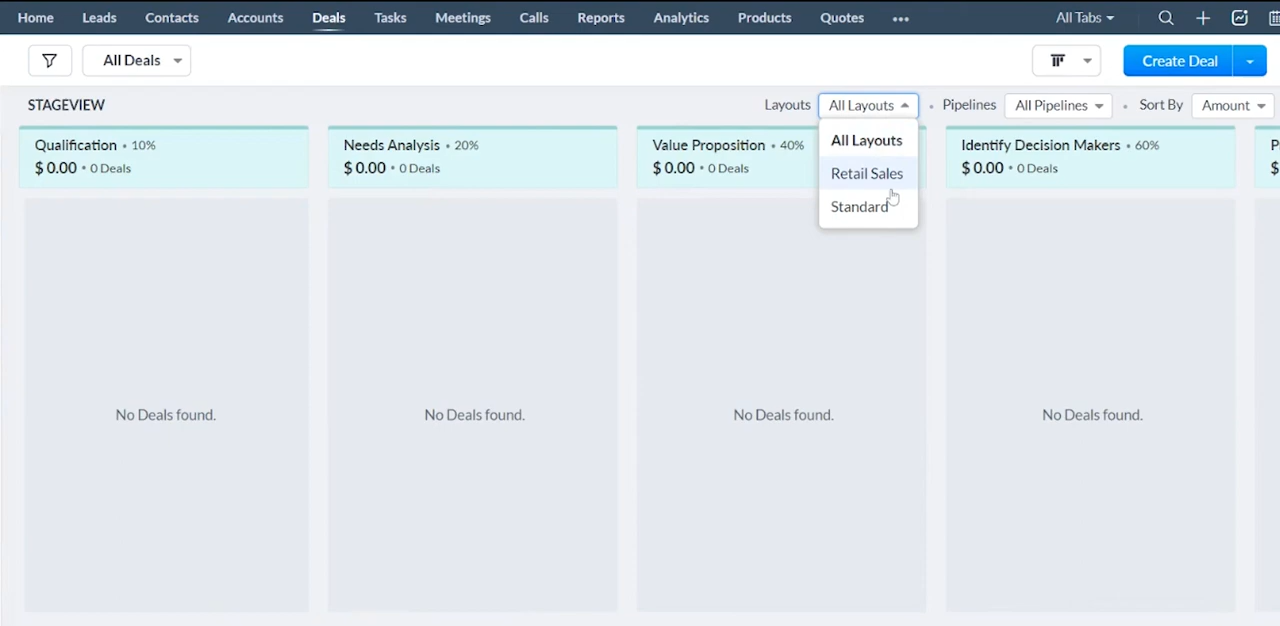 Home Leads Contacts Accounts Deals Tasks Meetings Calls Reports Analytics Products Quotes ••• All Tabs
All Deals Create Deal
STAGEVIEW Layouts All Layouts • Pipelines All Pipelines • Sort By Amount
All Layouts
Retail Sales
Standard
Qualification • 10%
$ 0.00 • 0 Deals
Needs Analysis • 20%
$ 0.00 • 0 Deals
Value Proposition • 40%
$ 0.00 • 0 Deals
Identify Decision Makers • 60%
$ 0.00 • 0 Deals
P
$
No Deals found.
No Deals found.
No Deals found.
No Deals found.